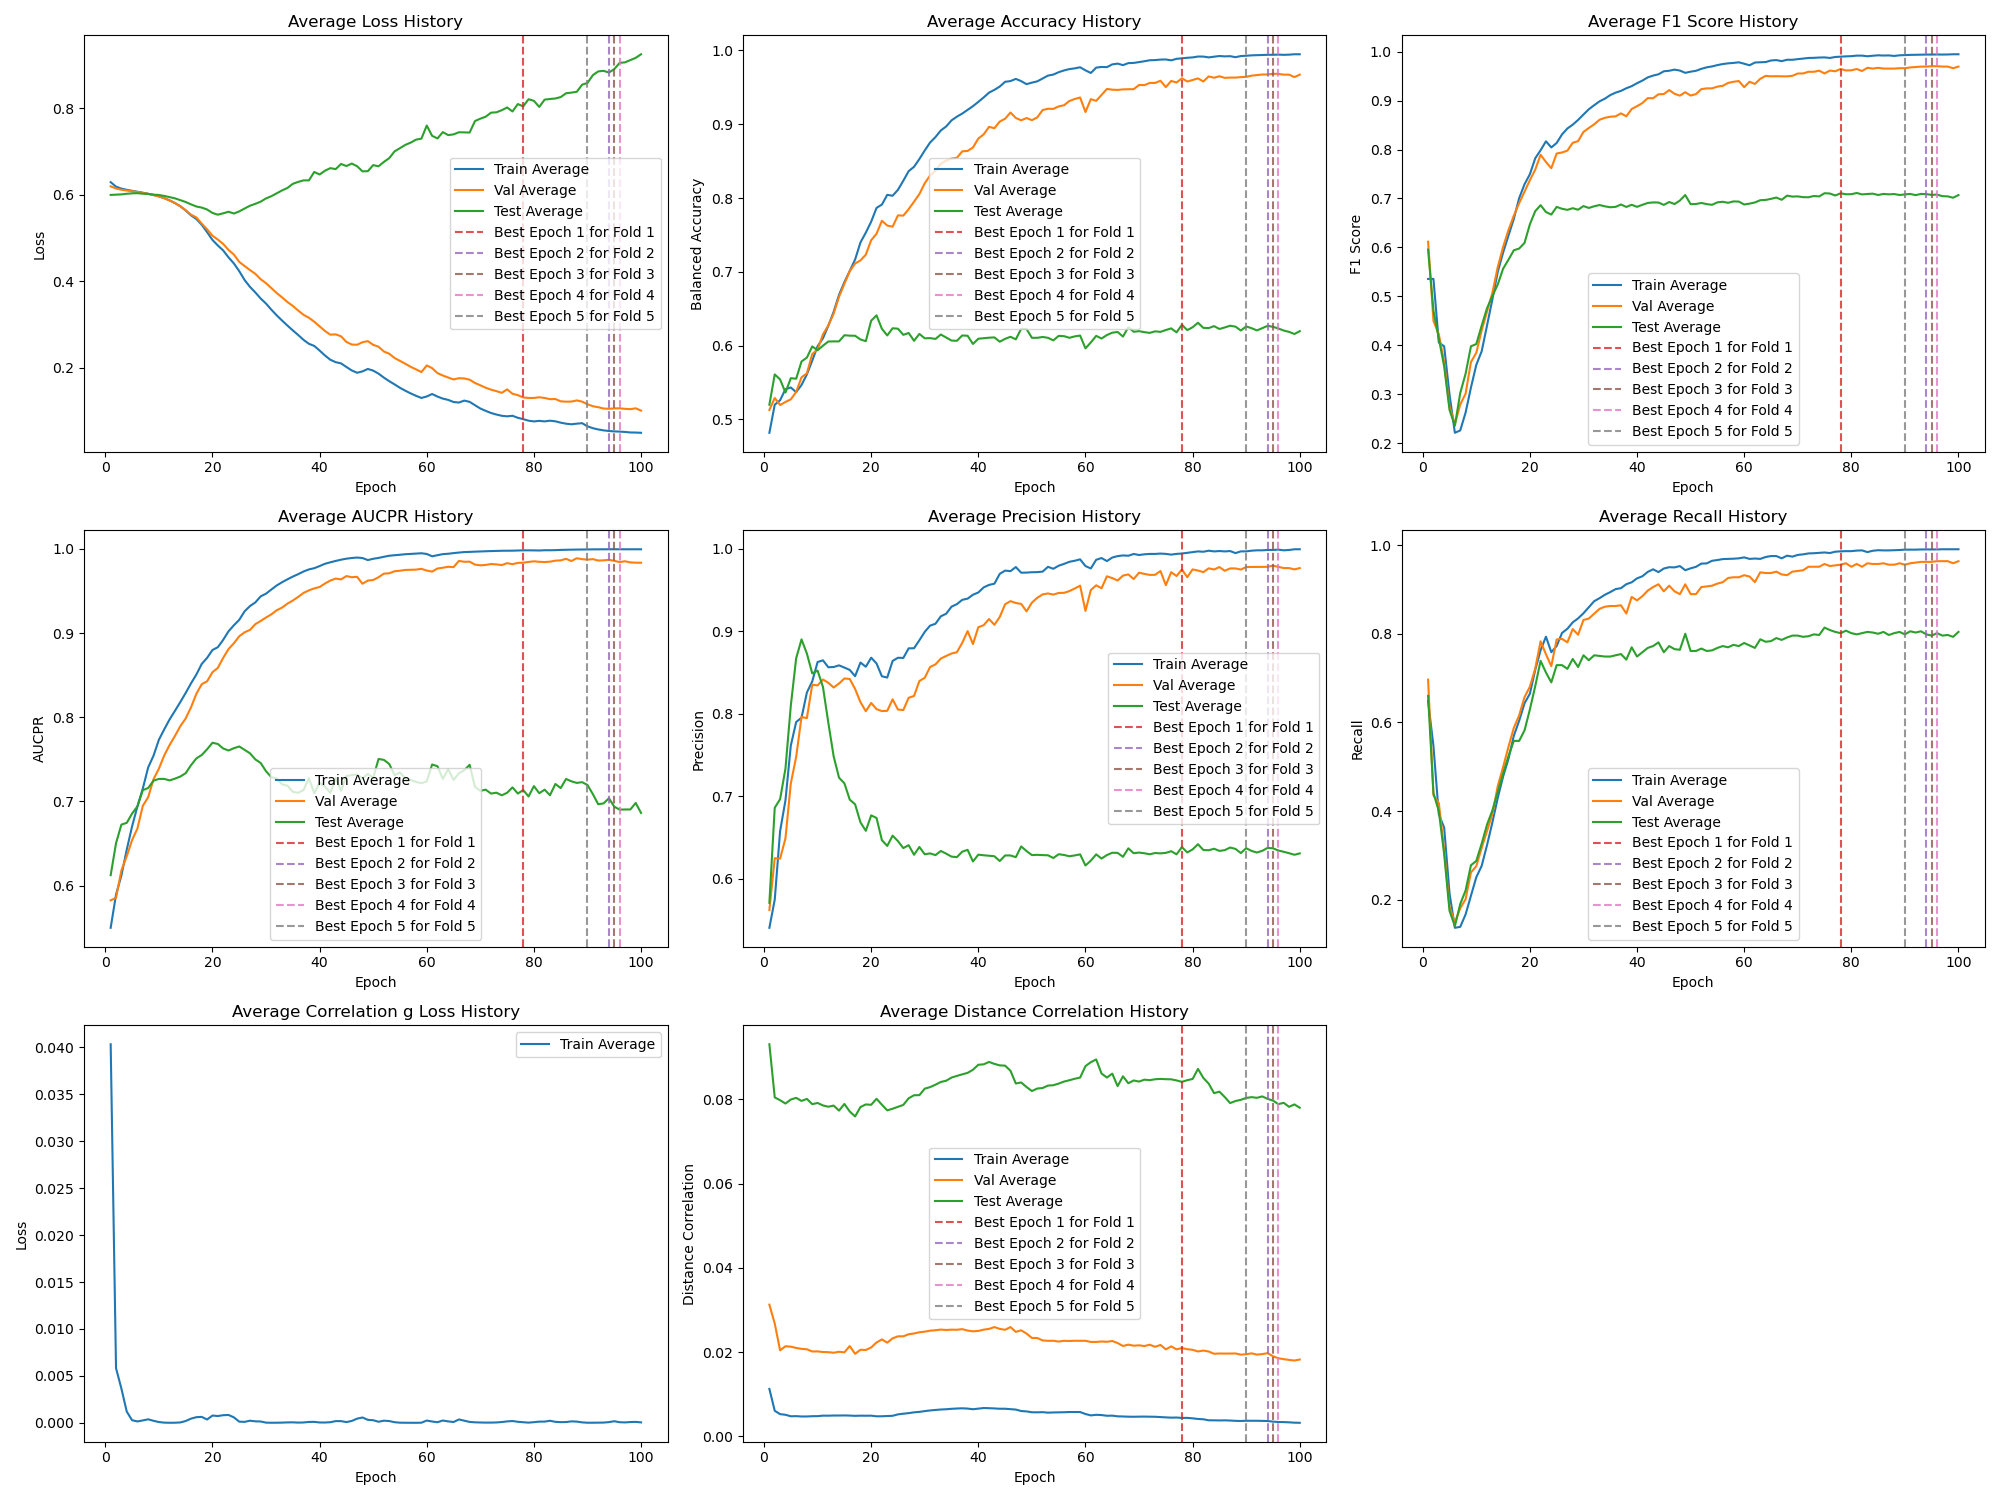 Average Loss History
Loss
0.8
0.6
0.4
0.2
0
20
40
60
80
100
Epoch
Train Average
Val Average
Test Average
Best Epoch 1 for Fold 1
Best Epoch 2 for Fold 2
Best Epoch 3 for Fold 3
Best Epoch 4 for Fold 4
Best Epoch 5 for Fold 5
Average Accuracy History
Balanced Accuracy
1.0
0.9
0.8
0.7
0.6
0.5
0
20
40
60
80
100
Epoch
Train Average
Val Average
Test Average
Best Epoch 1 for Fold 1
Best Epoch 2 for Fold 2
Best Epoch 3 for Fold 3
Best Epoch 4 for Fold 4
Best Epoch 5 for Fold 5
Average F1 Score History
F1 Score
1.0
0.9
0.8
0.7
0.6
0.5
0.4
0.3
0.2
0
20
40
60
80
100
Epoch
Train Average
Val Average
Test Average
Best Epoch 1 for Fold 1
Best Epoch 2 for Fold 2
Best Epoch 3 for Fold 3
Best Epoch 4 for Fold 4
Best Epoch 5 for Fold 5
Average AUCPR History
AUCPR
1.0
0.9
0.8
0.7
0.6
0
20
40
60
80
100
Epoch
Train Average
Val Average
Test Average
Best Epoch 1 for Fold 1
Best Epoch 2 for Fold 2
Best Epoch 3 for Fold 3
Best Epoch 4 for Fold 4
Best Epoch 5 for Fold 5
Average Precision History
Precision
1.0
0.9
0.8
0.7
0.6
0
20
40
60
80
100
Epoch
Train Average
Val Average
Test Average
Best Epoch 1 for Fold 1
Best Epoch 2 for Fold 2
Best Epoch 3 for Fold 3
Best Epoch 4 for Fold 4
Best Epoch 5 for Fold 5
Average Recall History
Recall
1.0
0.8
0.6
0.4
0.2
0
20
40
60
80
100
Epoch
Train Average
Val Average
Test Average
Best Epoch 1 for Fold 1
Best Epoch 2 for Fold 2
Best Epoch 3 for Fold 3
Best Epoch 4 for Fold 4
Best Epoch 5 for Fold 5
Average Correlation g Loss History
Loss
0.040
0.035
0.030
0.025
0.020
0.015
0.010
0.005
0.000
0
20
40
60
80
100
Epoch
Train Average
Average Distance Correlation History
Distance Correlation
0.08
0.06
0.04
0.02
0.00
0
20
40
60
80
100
Epoch
Train Average
Val Average
Test Average
Best Epoch 1 for Fold 1
Best Epoch 2 for Fold 2
Best Epoch 3 for Fold 3
Best Epoch 4 for Fold 4
Best Epoch 5 for Fold 5